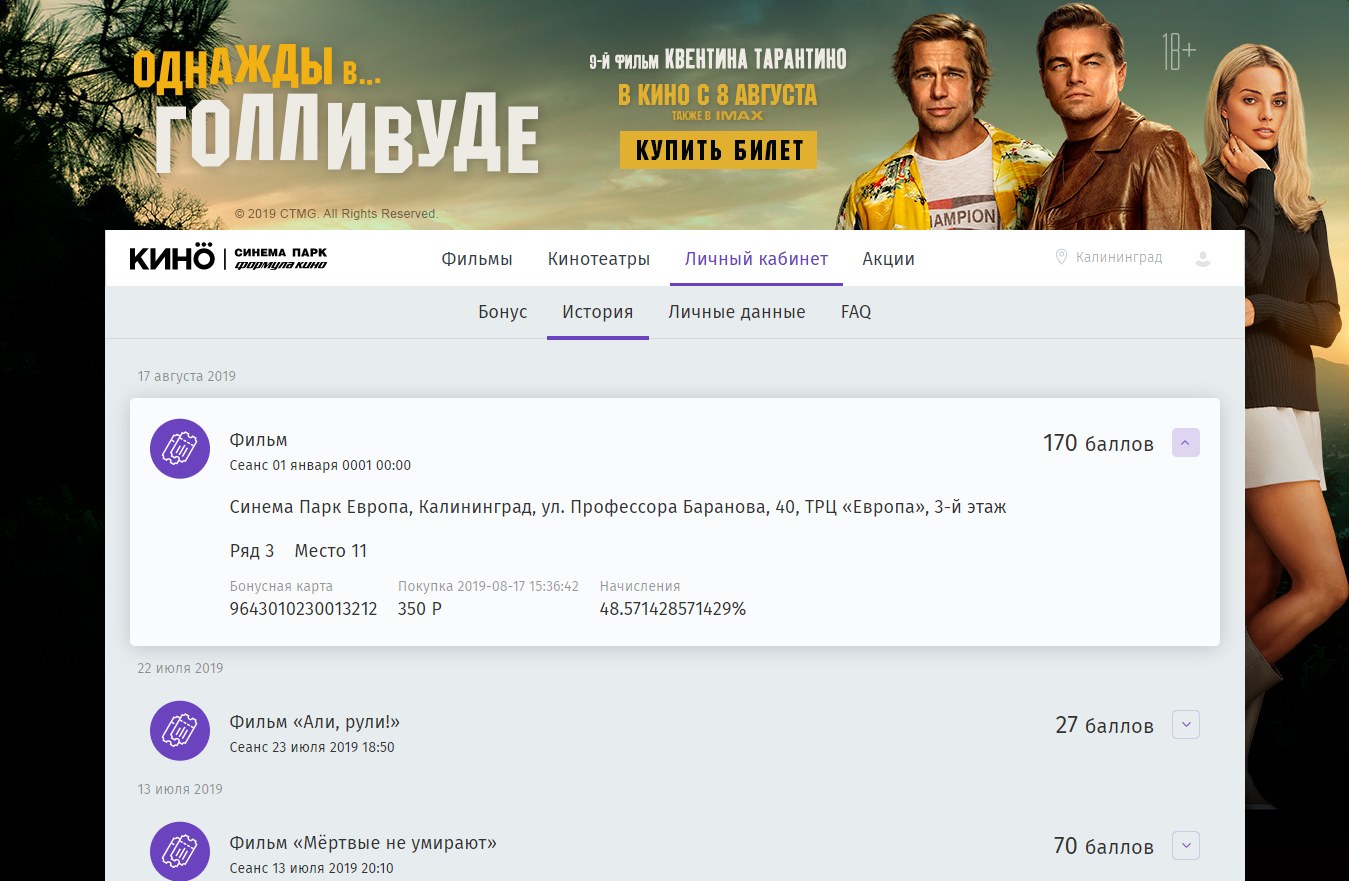 ОДНАЖДЫ В...
ГОЛЛИВУДЕ
9-Й ФИЛЬМ КВЕНТИНА ТАРАНТИНО
В КИНО С 8 АВГУСТА
ТАКЖЕ В IMAX
КУПИТЬ БИЛЕТ
18+
AMPION
© 2019 CTMG. All Rights Reserved.
КИНО СИНЕМА ПАРК
формула кино
Фильмы Кинотеатры Личный кабинет Акции Калининград
Бонус История Личные данные FAQ
17 августа 2019
Фильм 170 баллов
Сеанс 01 января 0001 00:00
Синема Парк Европа, Калининград, ул. Профессора Баранова, 40, ТРЦ «Европа», 3-й этаж
Ряд 3 Место 11
Бонусная карта Покупка 2019-08-17 15:36:42 Начисления
9643010230013212 350 Р 48.571428571429%
22 июля 2019
Фильм «Али, рули!» 27 баллов
Сеанс 23 июля 2019 18:50
13 июля 2019
Фильм «Мёртвые не умирают» 70 баллов
Сеанс 13 июля 2019 20:10